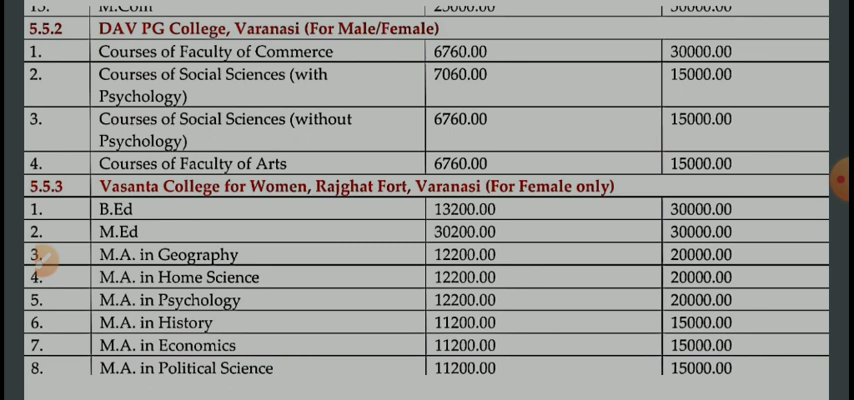 5.5.2 DAV PG College, Varanasi (For Male/Female)
1. Courses of Faculty of Commerce 6760.00 30000.00
2. Courses of Social Sciences (with 7060.00 15000.00
Psychology)
3. Courses of Social Sciences (without 6760.00 15000.00
Psychology)
4. Courses of Faculty of Arts 6760.00 15000.00
5.5.3 Vasanta College for Women, Rajghat Fort, Varanasi (For Female only)
1. B.Ed 13200.00 30000.00
2. M.Ed 30200.00 30000.00
3. M.A. in Geography 12200.00 20000.00
4. M.A. in Home Science 12200.00 20000.00
5. M.A. in Psychology 12200.00 20000.00
6. M.A. in History 11200.00 15000.00
7. M.A. in Economics 11200.00 15000.00
8. M.A. in Political Science 11200.00 15000.00